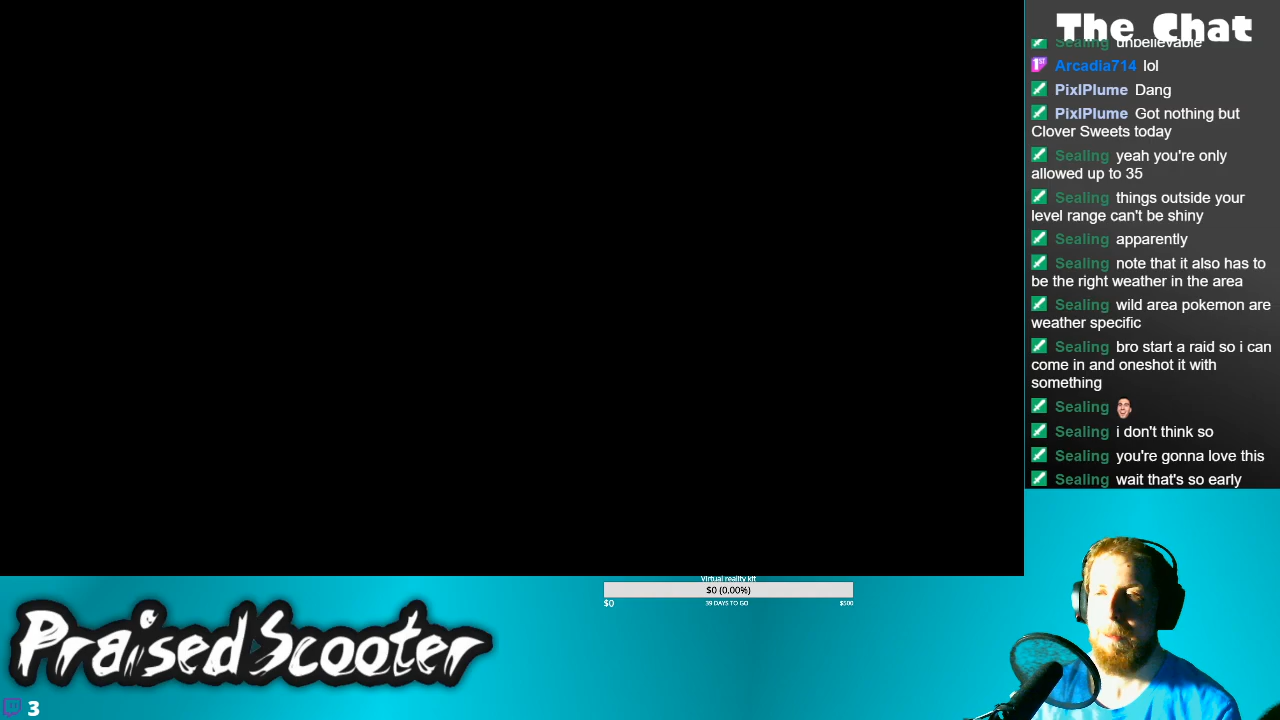 The Chat
Sealing unbelievable
Arcadia714 lol
PixlPlume Dang
PixlPlume Got nothing but
Clover Sweets today
Sealing yeah you're only
allowed up to 35
Sealing things outside your
level range can't be shiny
Sealing apparently
Sealing note that it also has to
be the right weather in the area
Sealing wild area pokemon are
weather specific
Sealing bro start a raid so i can
come in and oneshot it with
something
Sealing
Sealing i don't think so
Sealing you're gonna love this
Sealing wait that's so early
Virtual reality kit
$0 (0.00%)
$0 39 DAYS TO GO $500
Praised Scooter
3